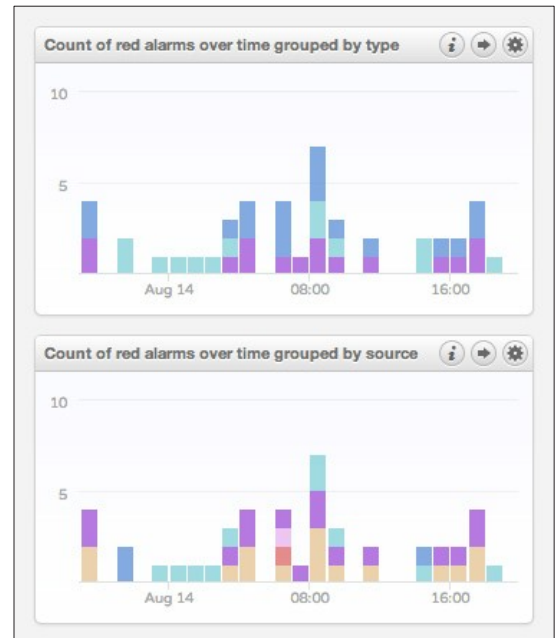 Count of red alarms over time grouped by type
10
5
Aug 14 08:00 16:00
Count of red alarms over time grouped by source
10
5
Aug 14 08:00 16:00